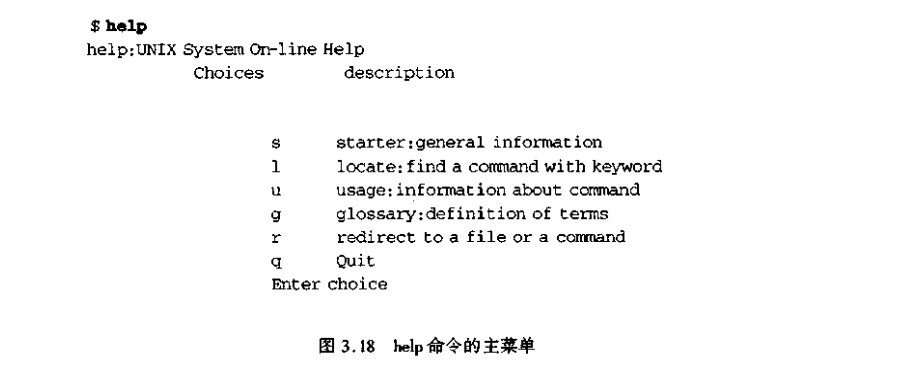 $ help
help:UNIX System On-line Help
Choices description
s starter:general information
l locate:find a command with keyword
u usage:information about command
g glossary:definition of terms
r redirect to a file or a command
q Quit
Enter choice
图 3.18 help 命令的主菜单